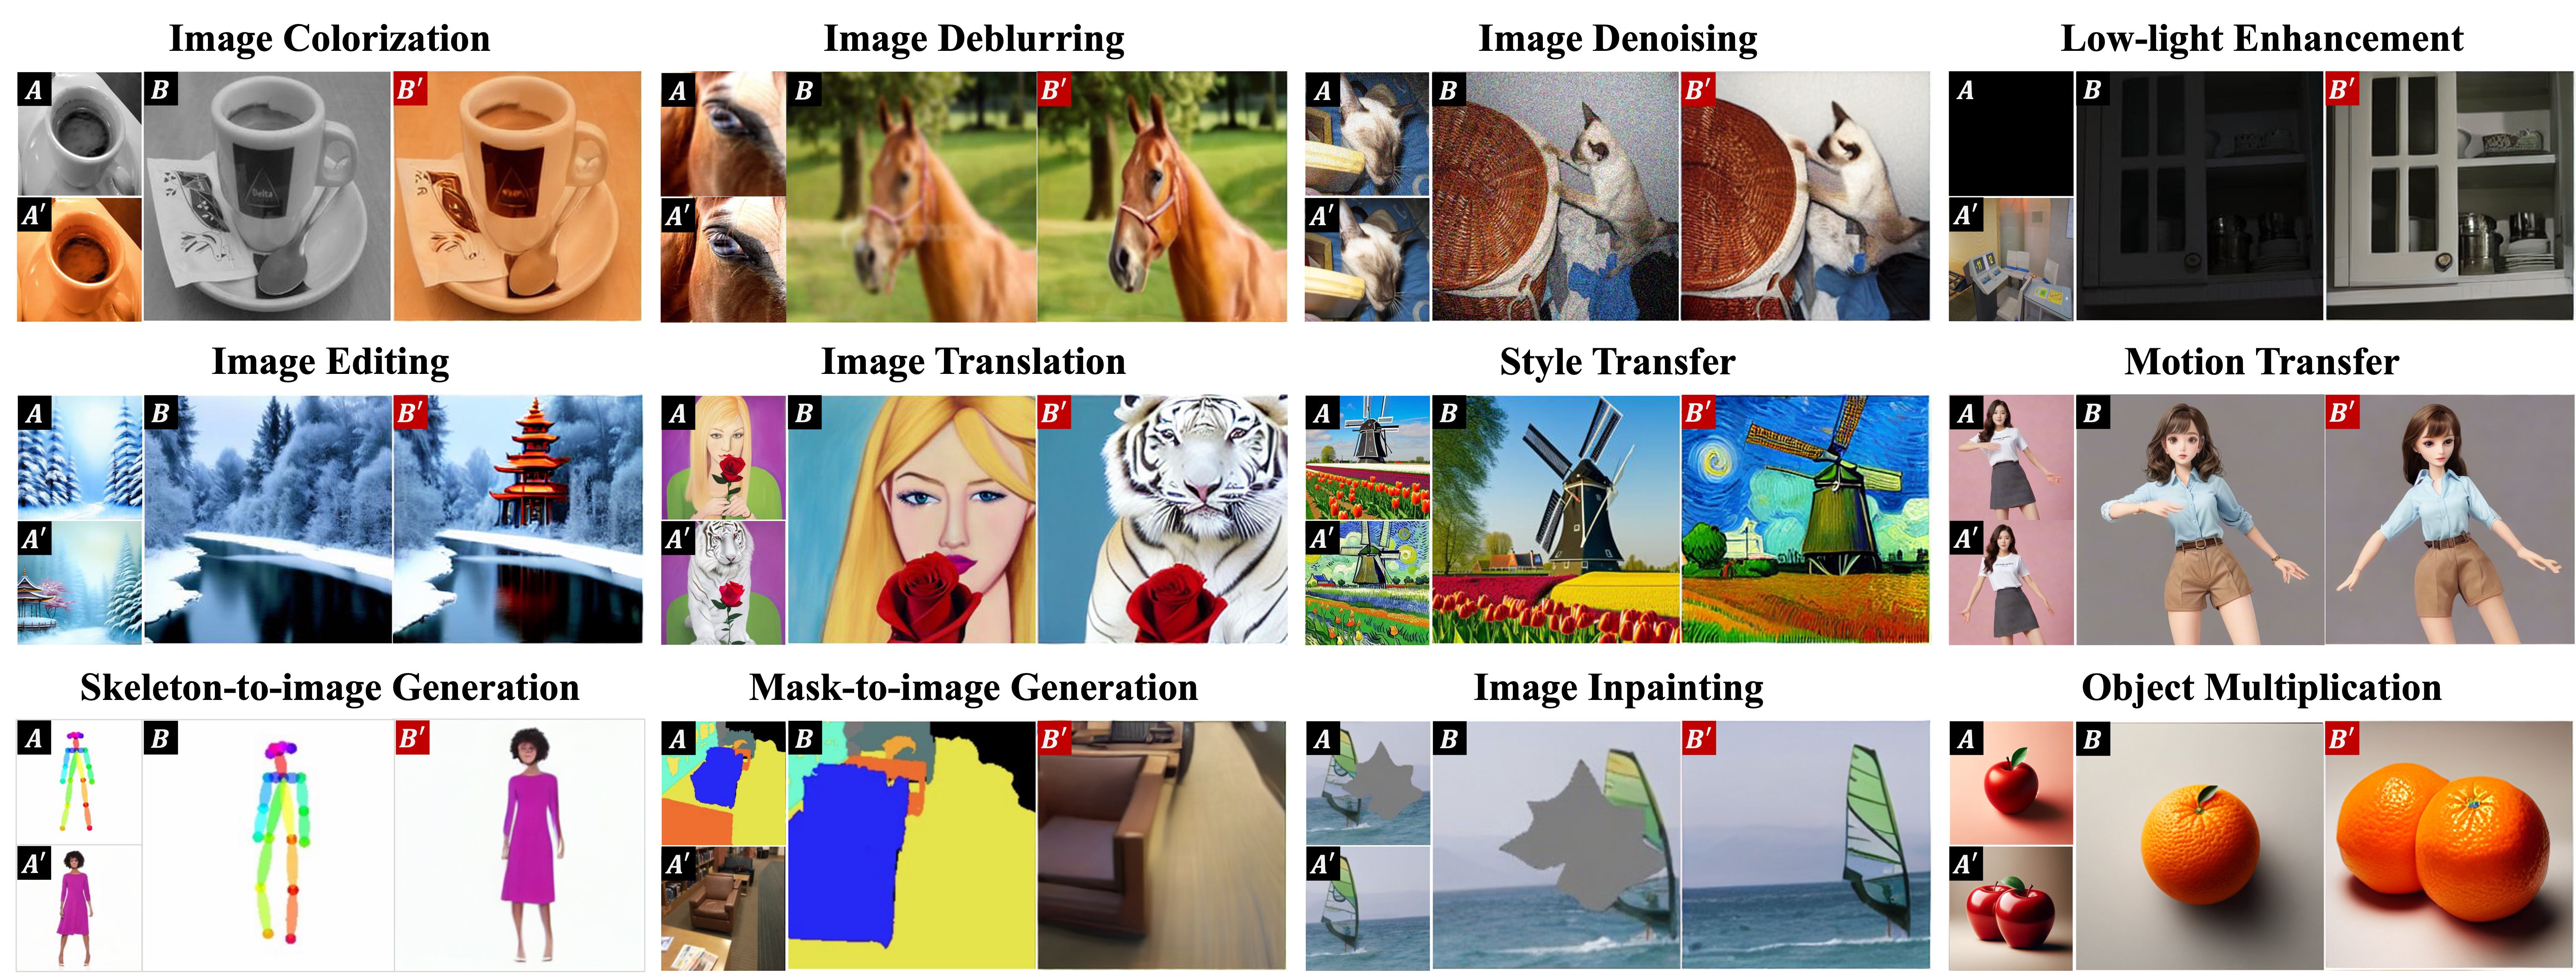 Image Colorization
Image Deblurring
Image Denoising
Low-light Enhancement
A B B′
A B B′
A B B′
A B B′
Delta
A′
A′
A′
A′
Image Editing
Image Translation
Style Transfer
Motion Transfer
A B B′
A B B′
A B B′
A B B′
A′
A′
A′
A′
Skeleton-to-image Generation
Mask-to-image Generation
Image Inpainting
Object Multiplication
A B B′
A B B′
A B B′
A B B′
A′
A′
A′
A′